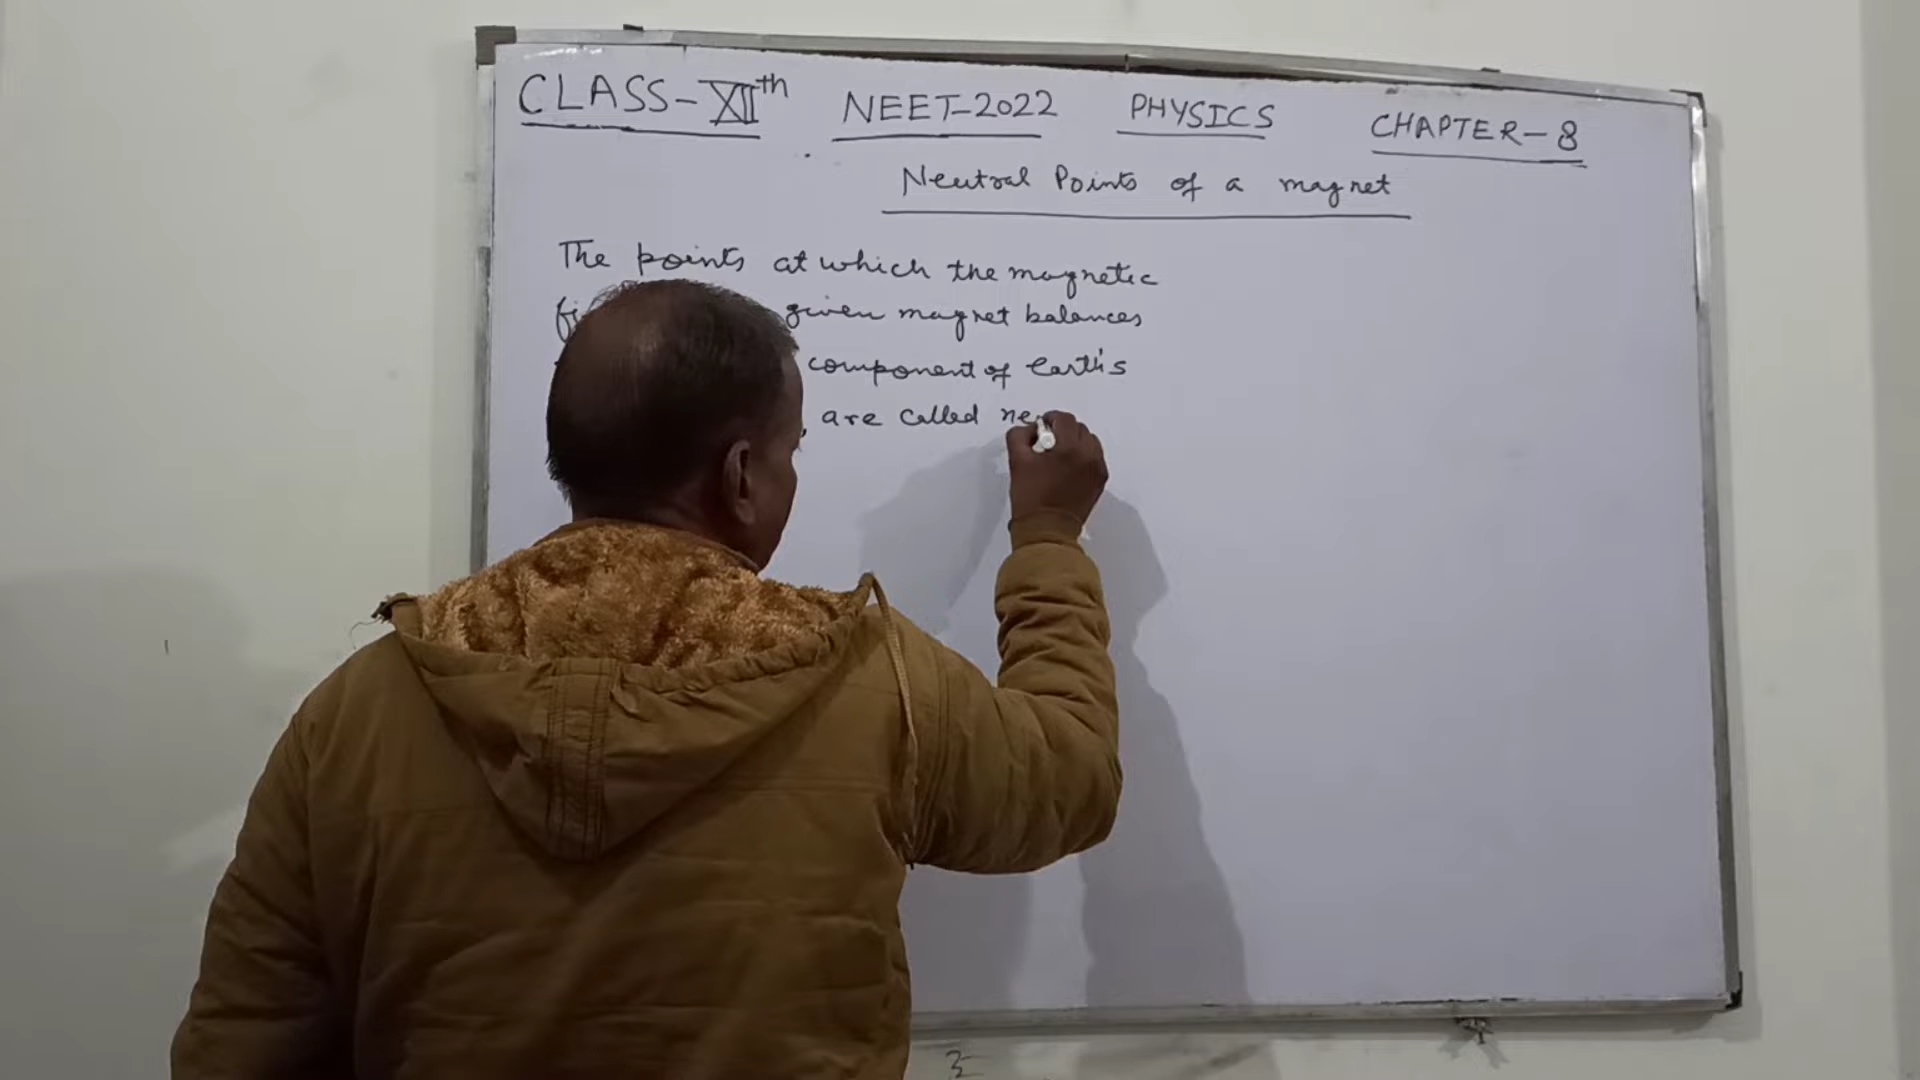 CLASS-XIIth NEET-2022 PHYSICS CHAPTER-8
Neutral Points of a magnet
The points at which the magnetic
given magnet balances
component of Earth's
, are called ne